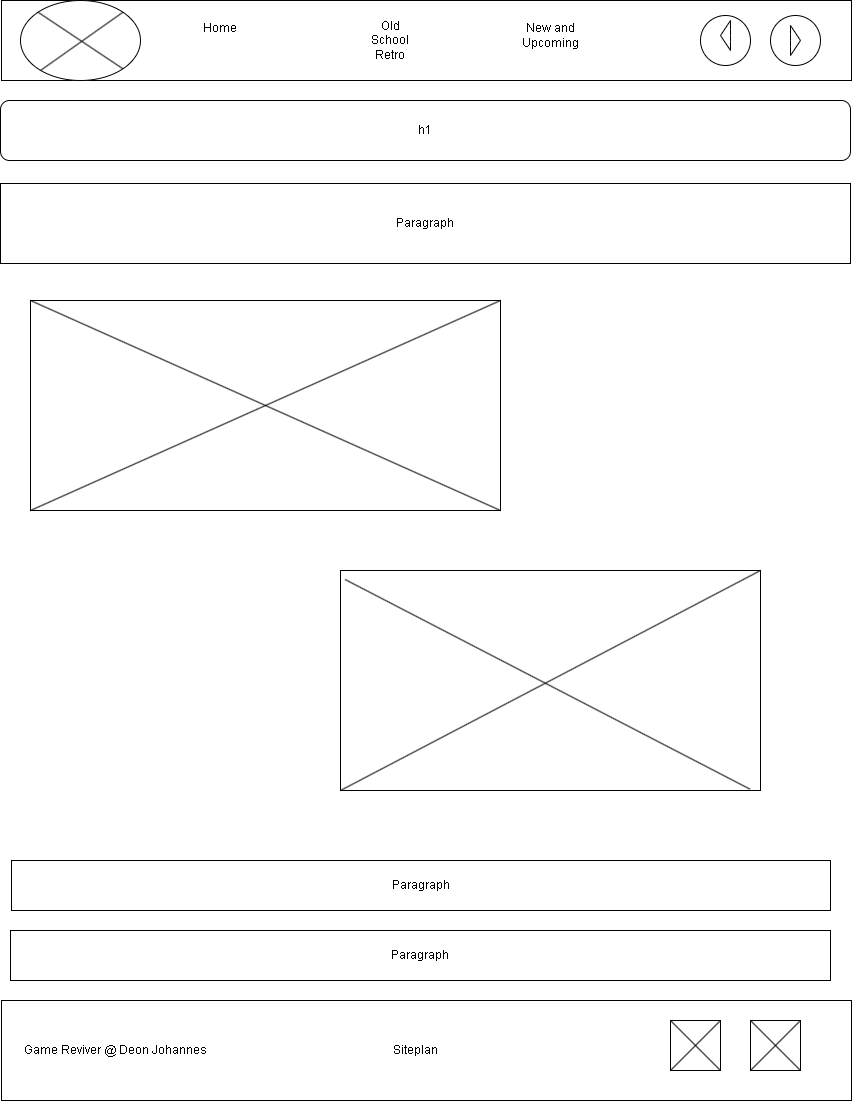 Home
Old
School
Retro
New and
Upcoming
h1
Paragraph
Paragraph
Paragraph
Game Reviver @ Deon Johannes
Siteplan